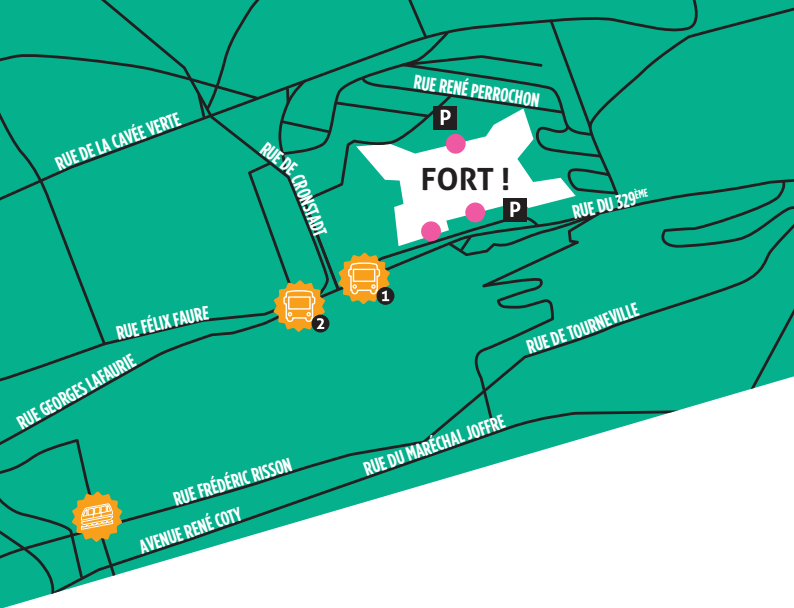 RUE RENÉ PERROCHON
P
RUE DE LA CAVÉE VERTE
RUE DE CRONSTADT
FORT !
P
RUE DU 329ÈME
1
2
RUE FÉLIX FAURE
RUE DE TOURNEVILLE
RUE GEORGES LAFAURIE
RUE DU MARÉCHAL JOFFRE
RUE FRÉDÉRIC RISSON
AVENUE RENÉ COTY